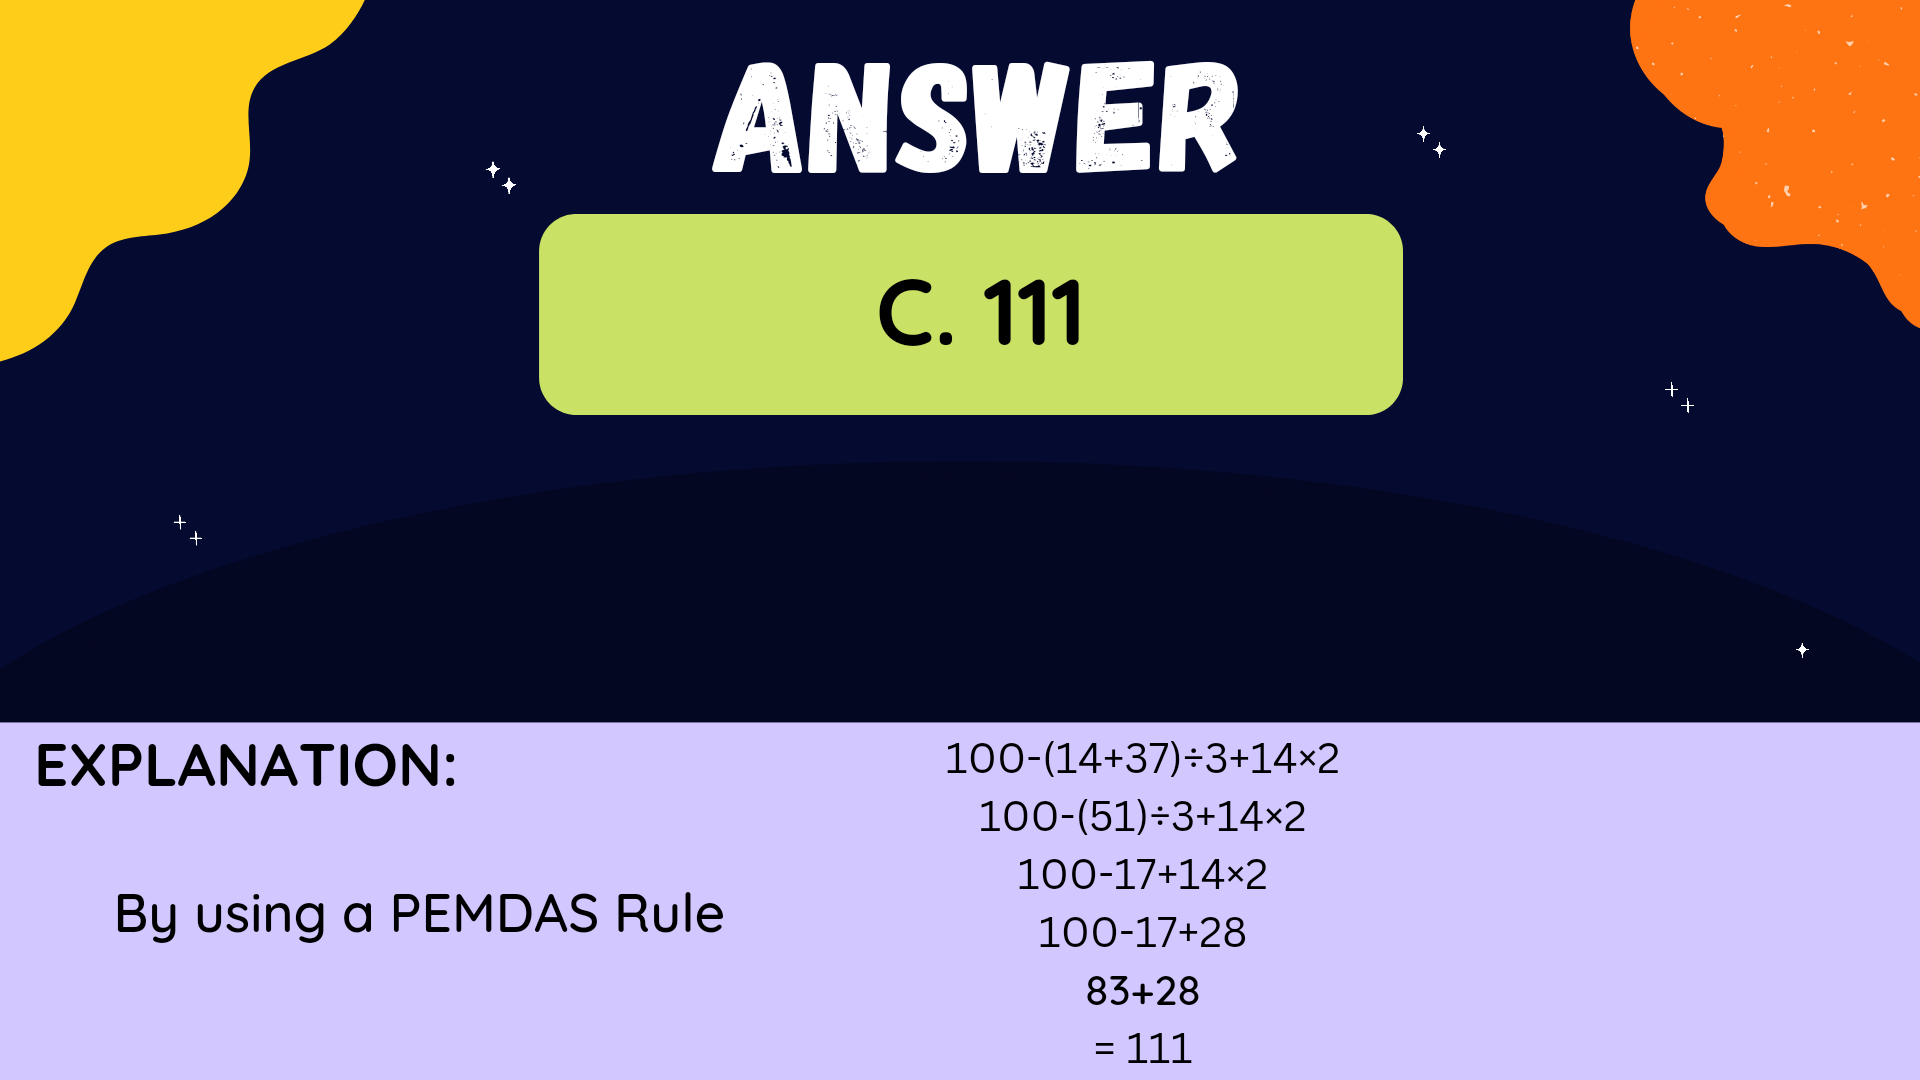 ANSWER
C. 111
EXPLANATION:
By using a PEMDAS Rule
100-(14+37)÷3+14×2
100-(51)÷3+14×2
100-17+14×2
100-17+28
83+28
= 111